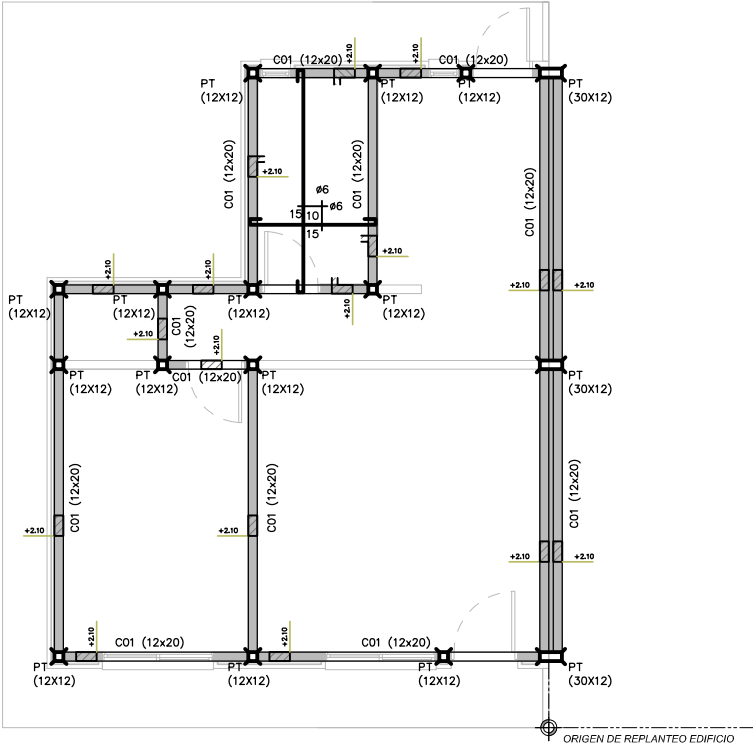 +2.10
+2.10
C01 (12x20)
C01 (12x20)
PT
(12X12)
PT
(12X12)
PT
(12X12)
PT
(30X12)
C01 (12x20)
C01 (12x20)
C01 (12x20)
+2.10
ø6
ø6
15
10
15
+2.10
+2.10
+2.10
+2.10
+2.10
PT
(12X12)
PT
(12X12)
PT
(12X12)
+2.10
PT
(12X12)
C01
(12x20)
+2.10
+2.10
C01 (12x20)
PT
(12X12)
PT
(12X12)
PT
(12X12)
PT
(30X12)
C01 (12x20)
C01 (12x20)
C01 (12x20)
+2.10
+2.10
+2.10
+2.10
+2.10
+2.10
C01 (12x20)
C01 (12x20)
PT
(12X12)
PT
(12X12)
PT
(12X12)
PT
(30X12)
ORIGEN DE REPLANTEO EDIFICIO